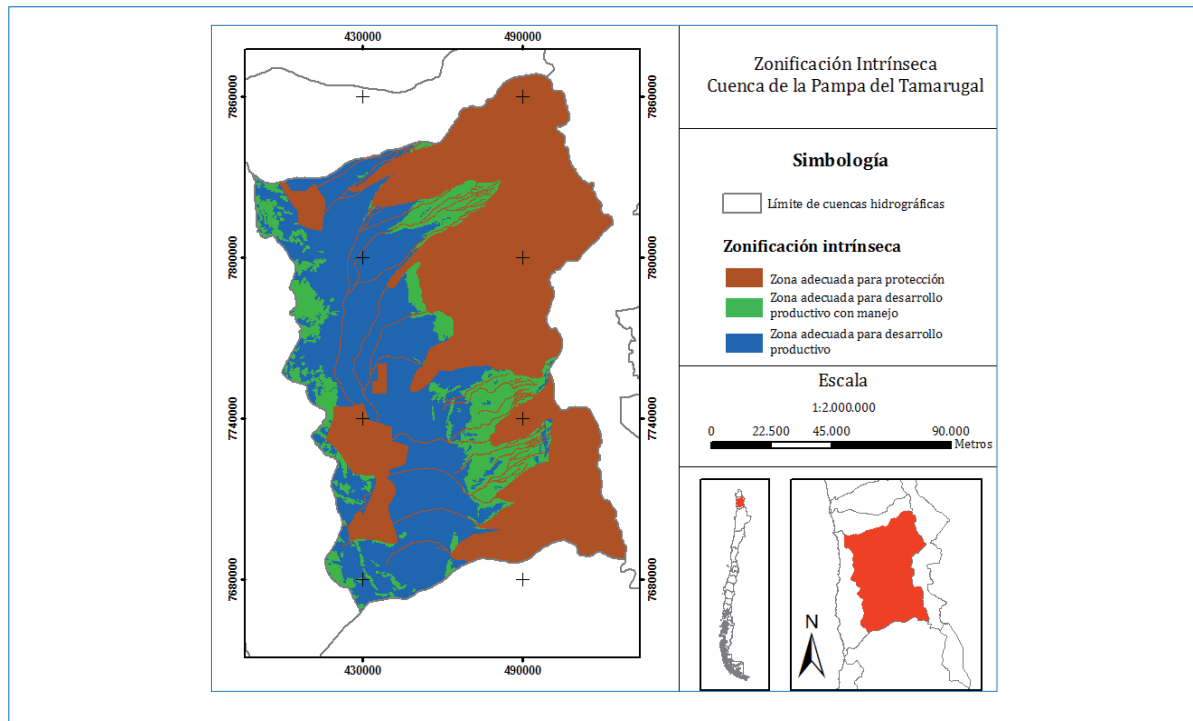 430000
490000
7860000
7860000
7800000
7800000
7740000
7740000
7680000
7680000
430000
490000
Zonificación Intrínseca
Cuenca de la Pampa del Tamarugal
Simbología
Límite de cuencas hidrográficas
Zonificación intrínseca
Zona adecuada para protección
Zona adecuada para desarrollo
productivo con manejo
Zona adecuada para desarrollo
productivo
Escala
1:2.000.000
0 22.500 45.000 90.000
Metros
N